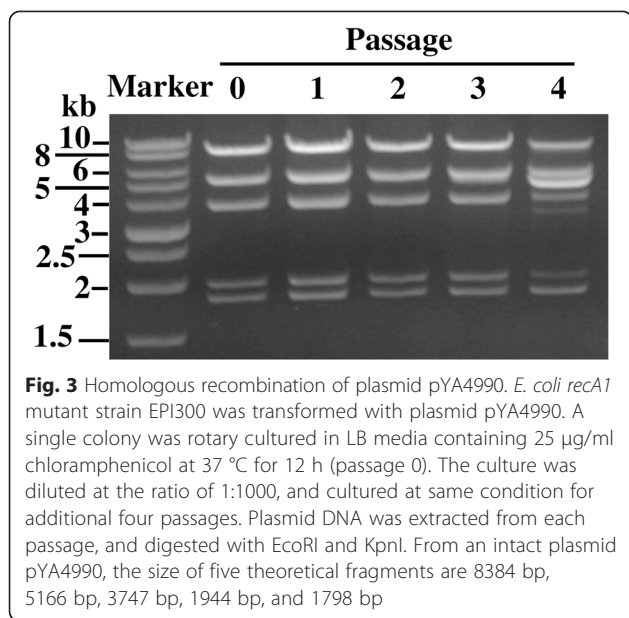 Passage
Marker 0 1 2 3 4
kb
10
8
6
5
4
3
2.5
2
1.5
Fig. 3 Homologous recombination of plasmid pYA4990. E. coli recA1
mutant strain EPI300 was transformed with plasmid pYA4990. A
single colony was rotary cultured in LB media containing 25 μg/ml
chloramphenicol at 37 °C for 12 h (passage 0). The culture was
diluted at the ratio of 1:1000, and cultured at same condition for
additional four passages. Plasmid DNA was extracted from each
passage, and digested with EcoRI and KpnI. From an intact plasmid
pYA4990, the size of five theoretical fragments are 8384 bp,
5166 bp, 3747 bp, 1944 bp, and 1798 bp